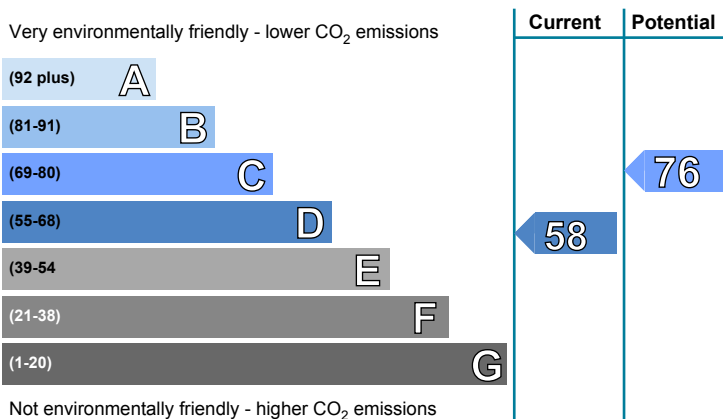 Current Potential
Very environmentally friendly - lower CO2 emissions
(92 plus) A
(81-91) B
(69-80) C
76
(55-68) D
58
(39-54 E
(21-38) F
(1-20) G
Not environmentally friendly - higher CO2 emissions